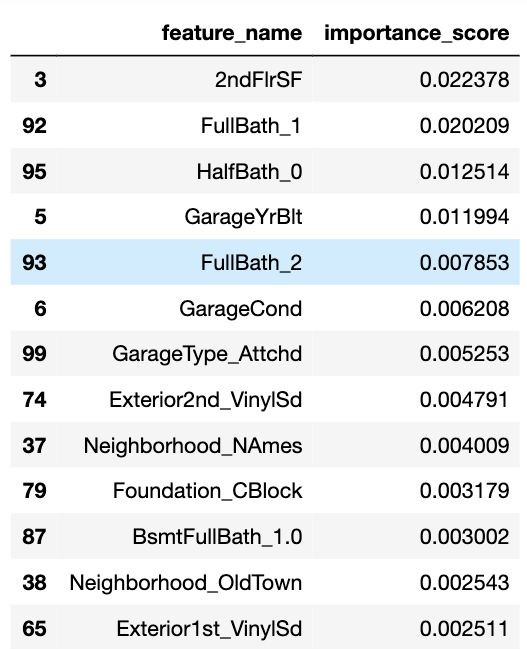 feature_name importance_score
3 2ndFlrSF 0.022378
92 FullBath_1 0.020209
95 HalfBath_0 0.012514
5 GarageYrBlt 0.011994
93 FullBath_2 0.007853
6 GarageCond 0.006208
99 GarageType_Attchd 0.005253
74 Exterior2nd_VinylSd 0.004791
37 Neighborhood_NAmes 0.004009
79 Foundation_CBlock 0.003179
87 BsmtFullBath_1.0 0.003002
38 Neighborhood_OldTown 0.002543
65 Exterior1st_VinylSd 0.002511